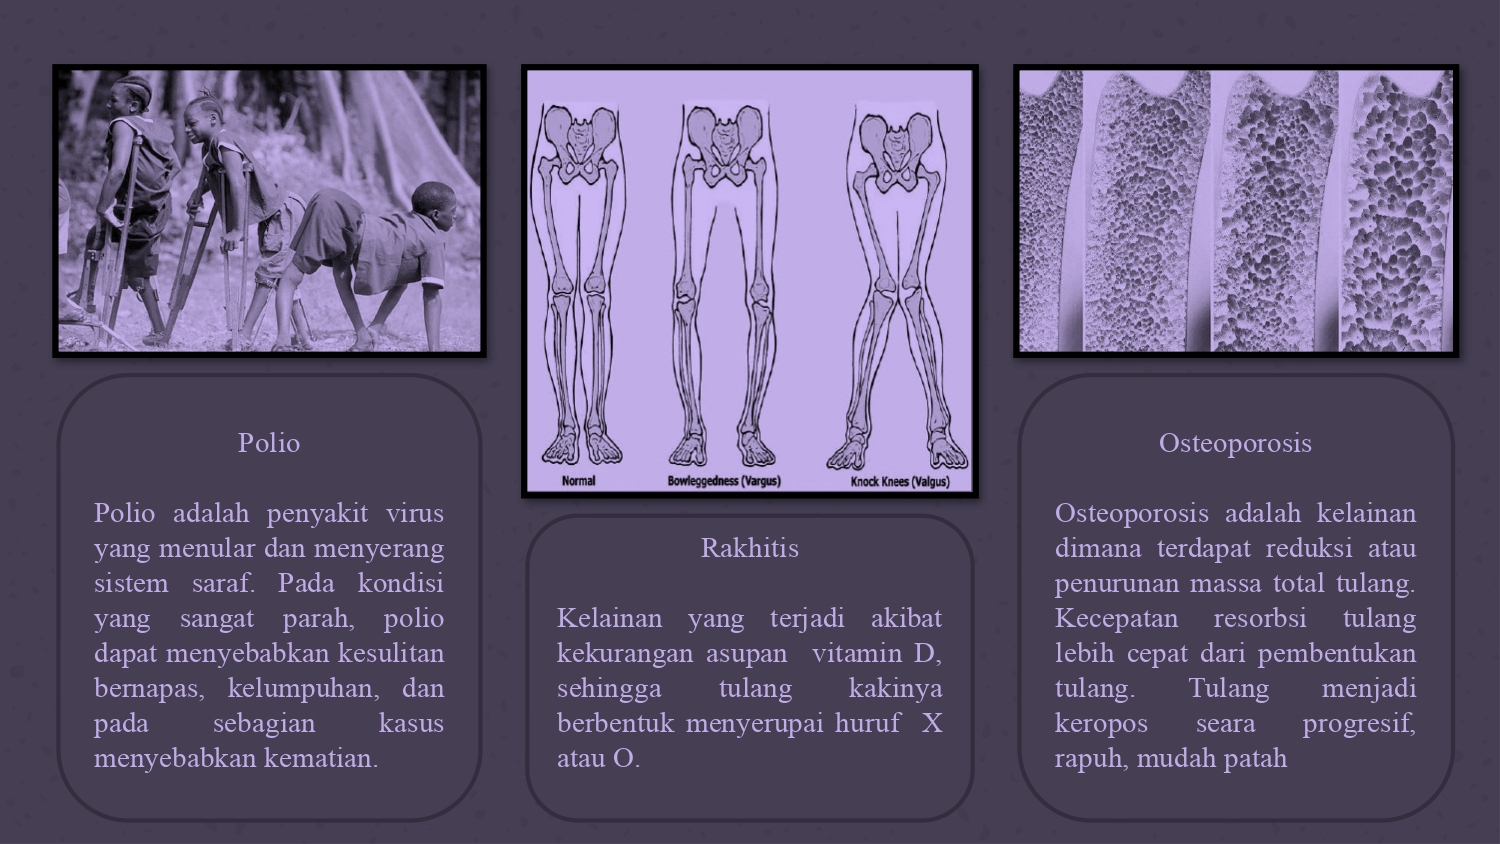 Polio
Polio adalah penyakit virus
yang menular dan menyerang
sistem saraf. Pada kondisi
yang sangat parah, polio
dapat menyebabkan kesulitan
bernapas, kelumpuhan, dan
pada sebagian kasus
menyebabkan kematian.
Normal
Bowleggedness (Vargus)
Knock Knees (Valgus)
Rakhitis
Kelainan yang terjadi akibat
kekurangan asupan vitamin D,
sehingga tulang kakinya
berbentuk menyerupai huruf X
atau O.
Osteoporosis
Osteoporosis adalah kelainan
dimana terdapat reduksi atau
penurunan massa total tulang.
Kecepatan resorbsi tulang
lebih cepat dari pembentukan
tulang. Tulang menjadi
keropos seara progresif,
rapuh, mudah patah